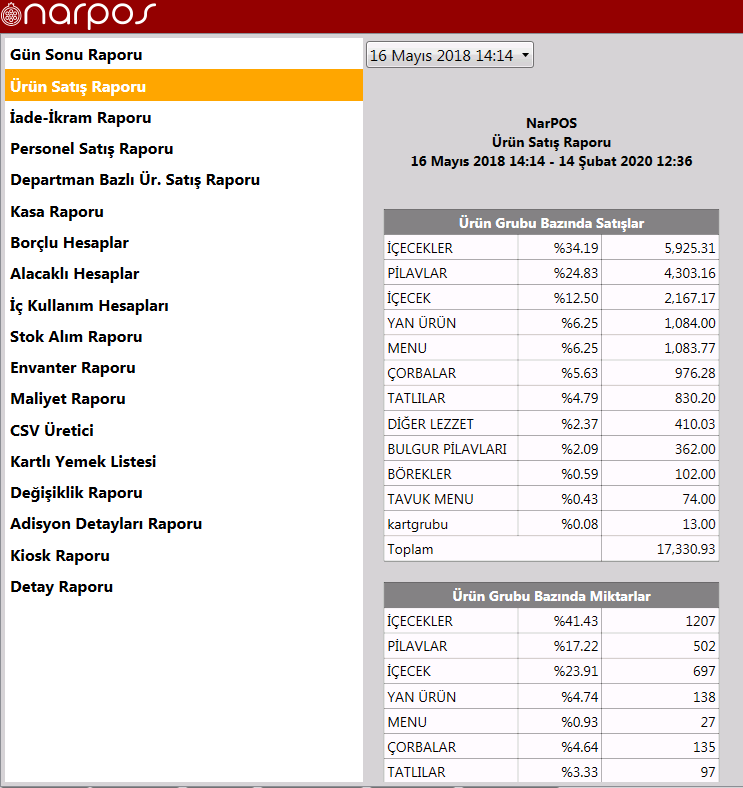 narpos
Gün Sonu Raporu
Ürün Satış Raporu
İade-İkram Raporu
Personel Satış Raporu
Departman Bazlı Ür. Satış Raporu
Kasa Raporu
Borçlu Hesaplar
Alacaklı Hesaplar
İç Kullanım Hesapları
Stok Alım Raporu
Envanter Raporu
Maliyet Raporu
CSV Üretici
Kartlı Yemek Listesi
Değişiklik Raporu
Adisyon Detayları Raporu
Kiosk Raporu
Detay Raporu
16 Mayıs 2018 14:14
NarPOS
Ürün Satış Raporu
16 Mayıs 2018 14:14 - 14 Şubat 2020 12:36
Ürün Grubu Bazında Satışlar
İÇECEKLER %34.19 5,925.31
PİLAVLAR %24.83 4,303.16
İÇECEK %12.50 2,167.17
YAN ÜRÜN %6.25 1,084.00
MENU %6.25 1,083.77
ÇORBALAR %5.63 976.28
TATLILAR %4.79 830.20
DİĞER LEZZET %2.37 410.03
BULGUR PİLAVLARI %2.09 362.00
BÖREKLER %0.59 102.00
TAVUK MENU %0.43 74.00
kartgrubu %0.08 13.00
Toplam 17,330.93
Ürün Grubu Bazında Miktarlar
İÇECEKLER %41.43 1207
PİLAVLAR %17.22 502
İÇECEK %23.91 697
YAN ÜRÜN %4.74 138
MENU %0.93 27
ÇORBALAR %4.64 135
TATLILAR %3.33 97